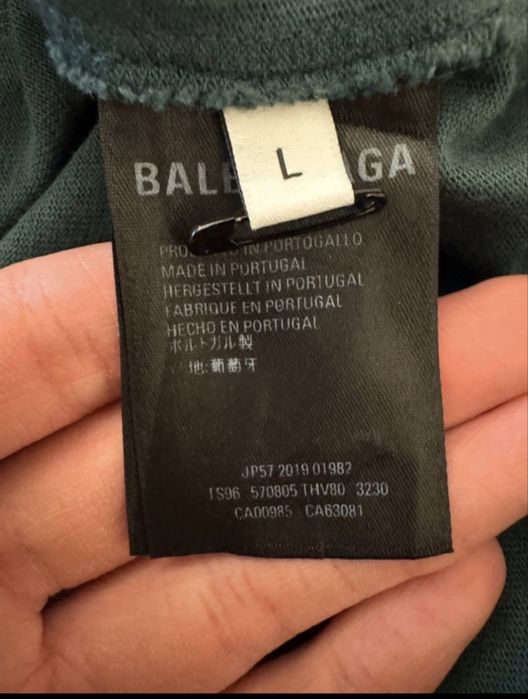 L
BALE AGA
IN PORTOGALLO
MADE IN PORTUGAL
HERGESTELLT IN PORTUGAL
FABRIQUE EN PORTUGAL
HECHO EN PORTUGAL
ポルトガル製
地:葡萄牙
JP57 2019 01982
TS96 570805 THV80 3230
CA00985 - CA63081